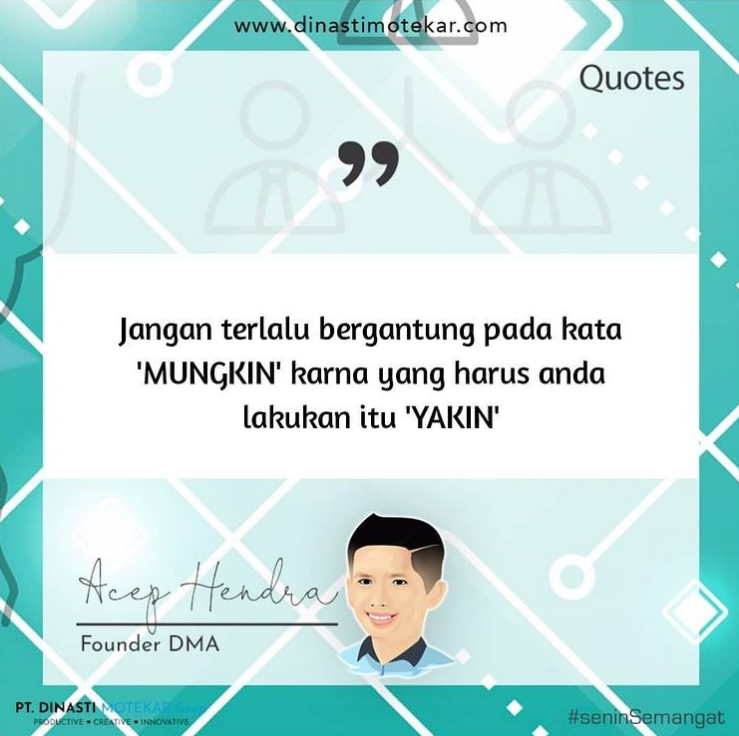 www.dinastimotekar.com
Quotes
”
Jangan terlalu bergantung pada kata
'MUNGKIN' karna yang harus anda
lakukan itu 'YAKIN'
Acep Hendra
Founder DMA
PT. DINASTI MOTEKAR Grup
PRODUCTIVE • CREATIVE • INNOVATIVE
#seninSemangat